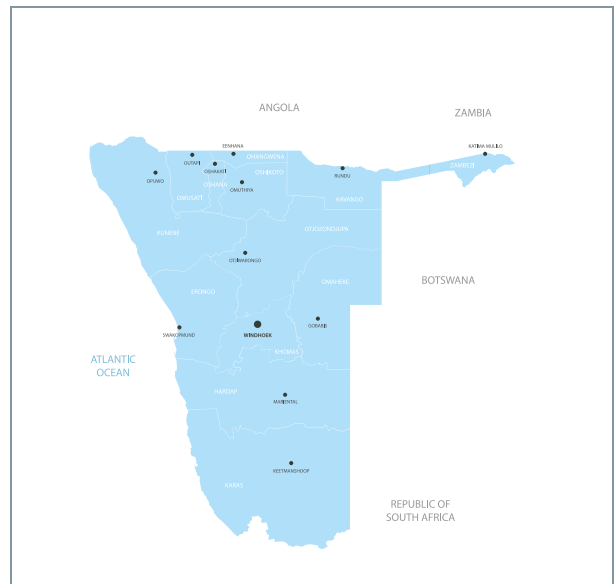 ANGOLA
ZAMBIA
EENHANA
KATIMA MULILO
OUTAPI
OHANGWENA
OSHAKATI
OSHIKOTO
ZAMBEZI
OPUWO
RUNDU
OSHANA
OMUTHIYA
OMUSATI
KAVANGO
KUNENE
OTJOZONDJUPA
OTJIWARONGO
BOTSWANA
OMAHEKE
ERONGO
GOBABIS
SWAKOPMUND
WINDHOEK
KHOMAS
ATLANTIC
OCEAN
HARDAP
MARIENTAL
KEETMANSHOOP
KARAS
REPUBLIC OF
SOUTH AFRICA